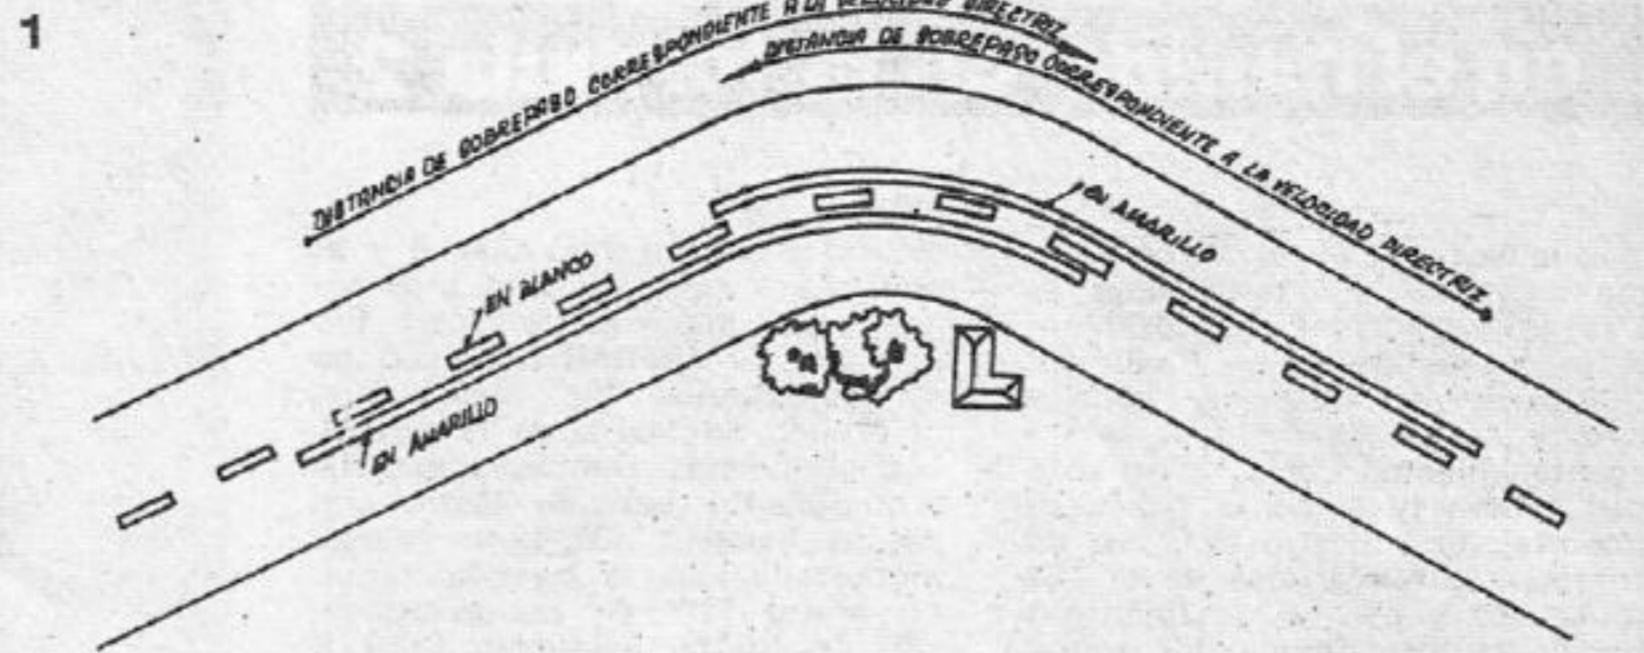 1
DISTANCIA DE SOBREPASO CORRESPONDIENTE A LA VELOCIDAD DIRECTRIZ
DISTANCIA DE SOBREPASO CORRESPONDIENTE A LA VELOCIDAD DIRECTRIZ
EN AMARILLO
EN BLANCO
EN AMARILLO